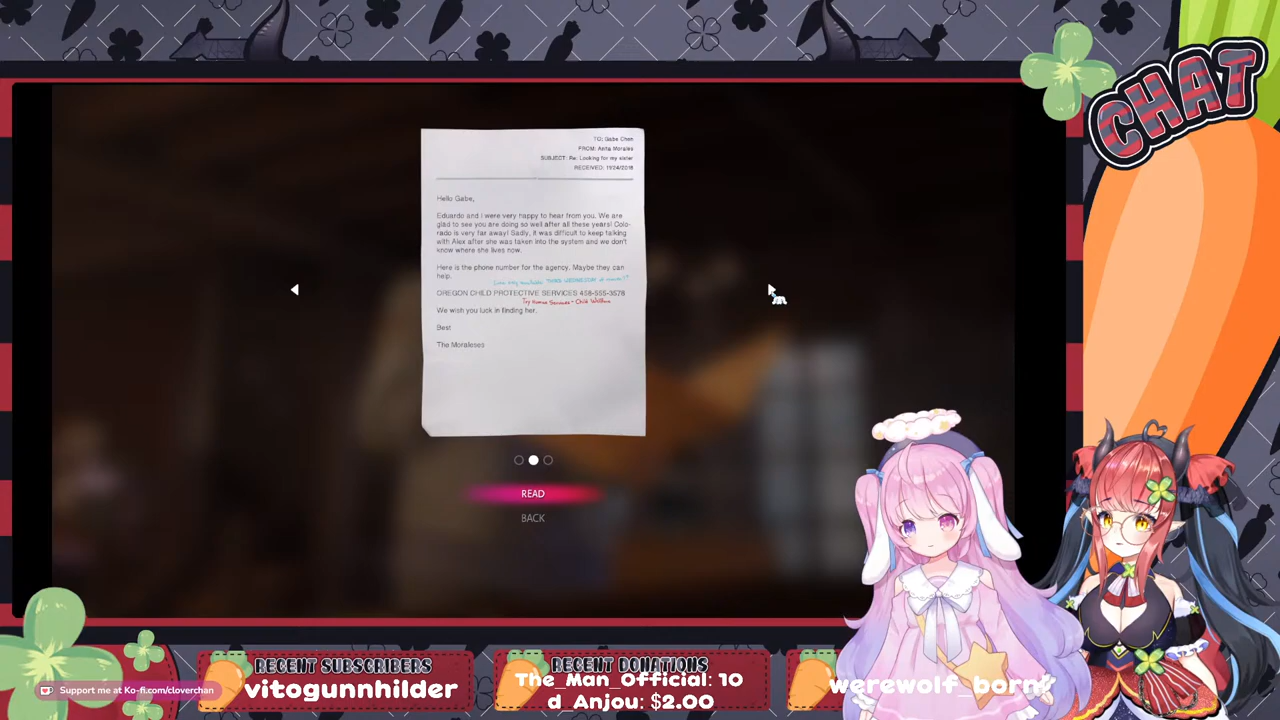 CHAT
TO: Gabe Chen
FROM: Anita Morales
SUBJECT: Re: Looking for my sister
RECEIVED: 11/24/2018
Hello Gabe,
Eduardo and I were very happy to hear from you. We are
glad to see you are doing so well after all these years! Colo-
rado is very far away! Sadly, it was difficult to keep talking
with Alex after she was taken into the system and we don't
know where she lives now.
Here is the phone number for the agency. Maybe they can
help.
THIRD WEDNESDAY
OREGON CHILD PROTECTIVE SERVICES 458-555-3578
Try Human Services - Child Welfare
We wish you luck in finding her.
Best
The Moraleses
READ
BACK
Support me at Ko-fi.com/cloverchan
RECENT SUBSCRIBERS
vitogunnhilder
RECENT DONATIONS
The_Man_Official: 10
d_Anjou: $2.00
werewolf_born